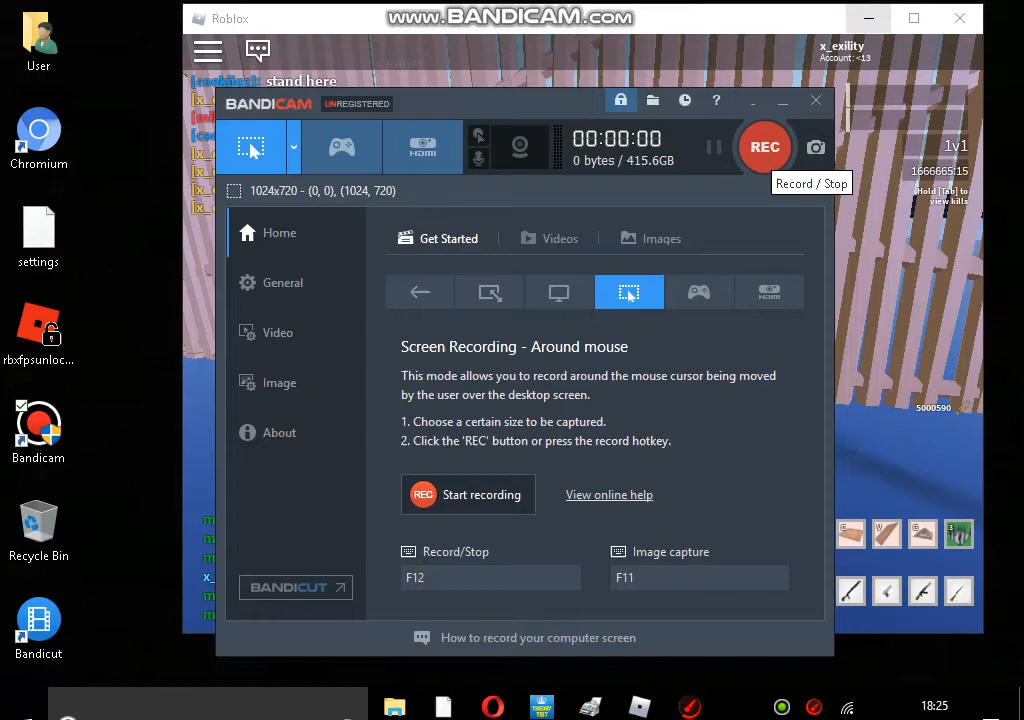 www.BANDICAM.com
User
Chromium
settings
rbxfpsunloc...
Bandicam
Recycle Bin
Bandicut
Roblox
x_exility
Account: <13
stand here
1v1
1666665:15
Hold [Tab] to
view kills
5000590
BANDICAM UNREGISTERED
HDMI
00:00:00
0 bytes / 415.6GB
REC
Record / Stop
1024x720 - (0, 0), (1024, 720)
Home
General
Video
Image
About
BANDICUT
Get Started
Videos
Images
HDMI
Screen Recording - Around mouse
This mode allows you to record around the mouse cursor being moved
by the user over the desktop screen.
1. Choose a certain size to be captured.
2. Click the 'REC' button or press the record hotkey.
REC Start recording
View online help
Record/Stop
Image capture
F12
F11
How to record your computer screen
THEORY
TEST
18:25